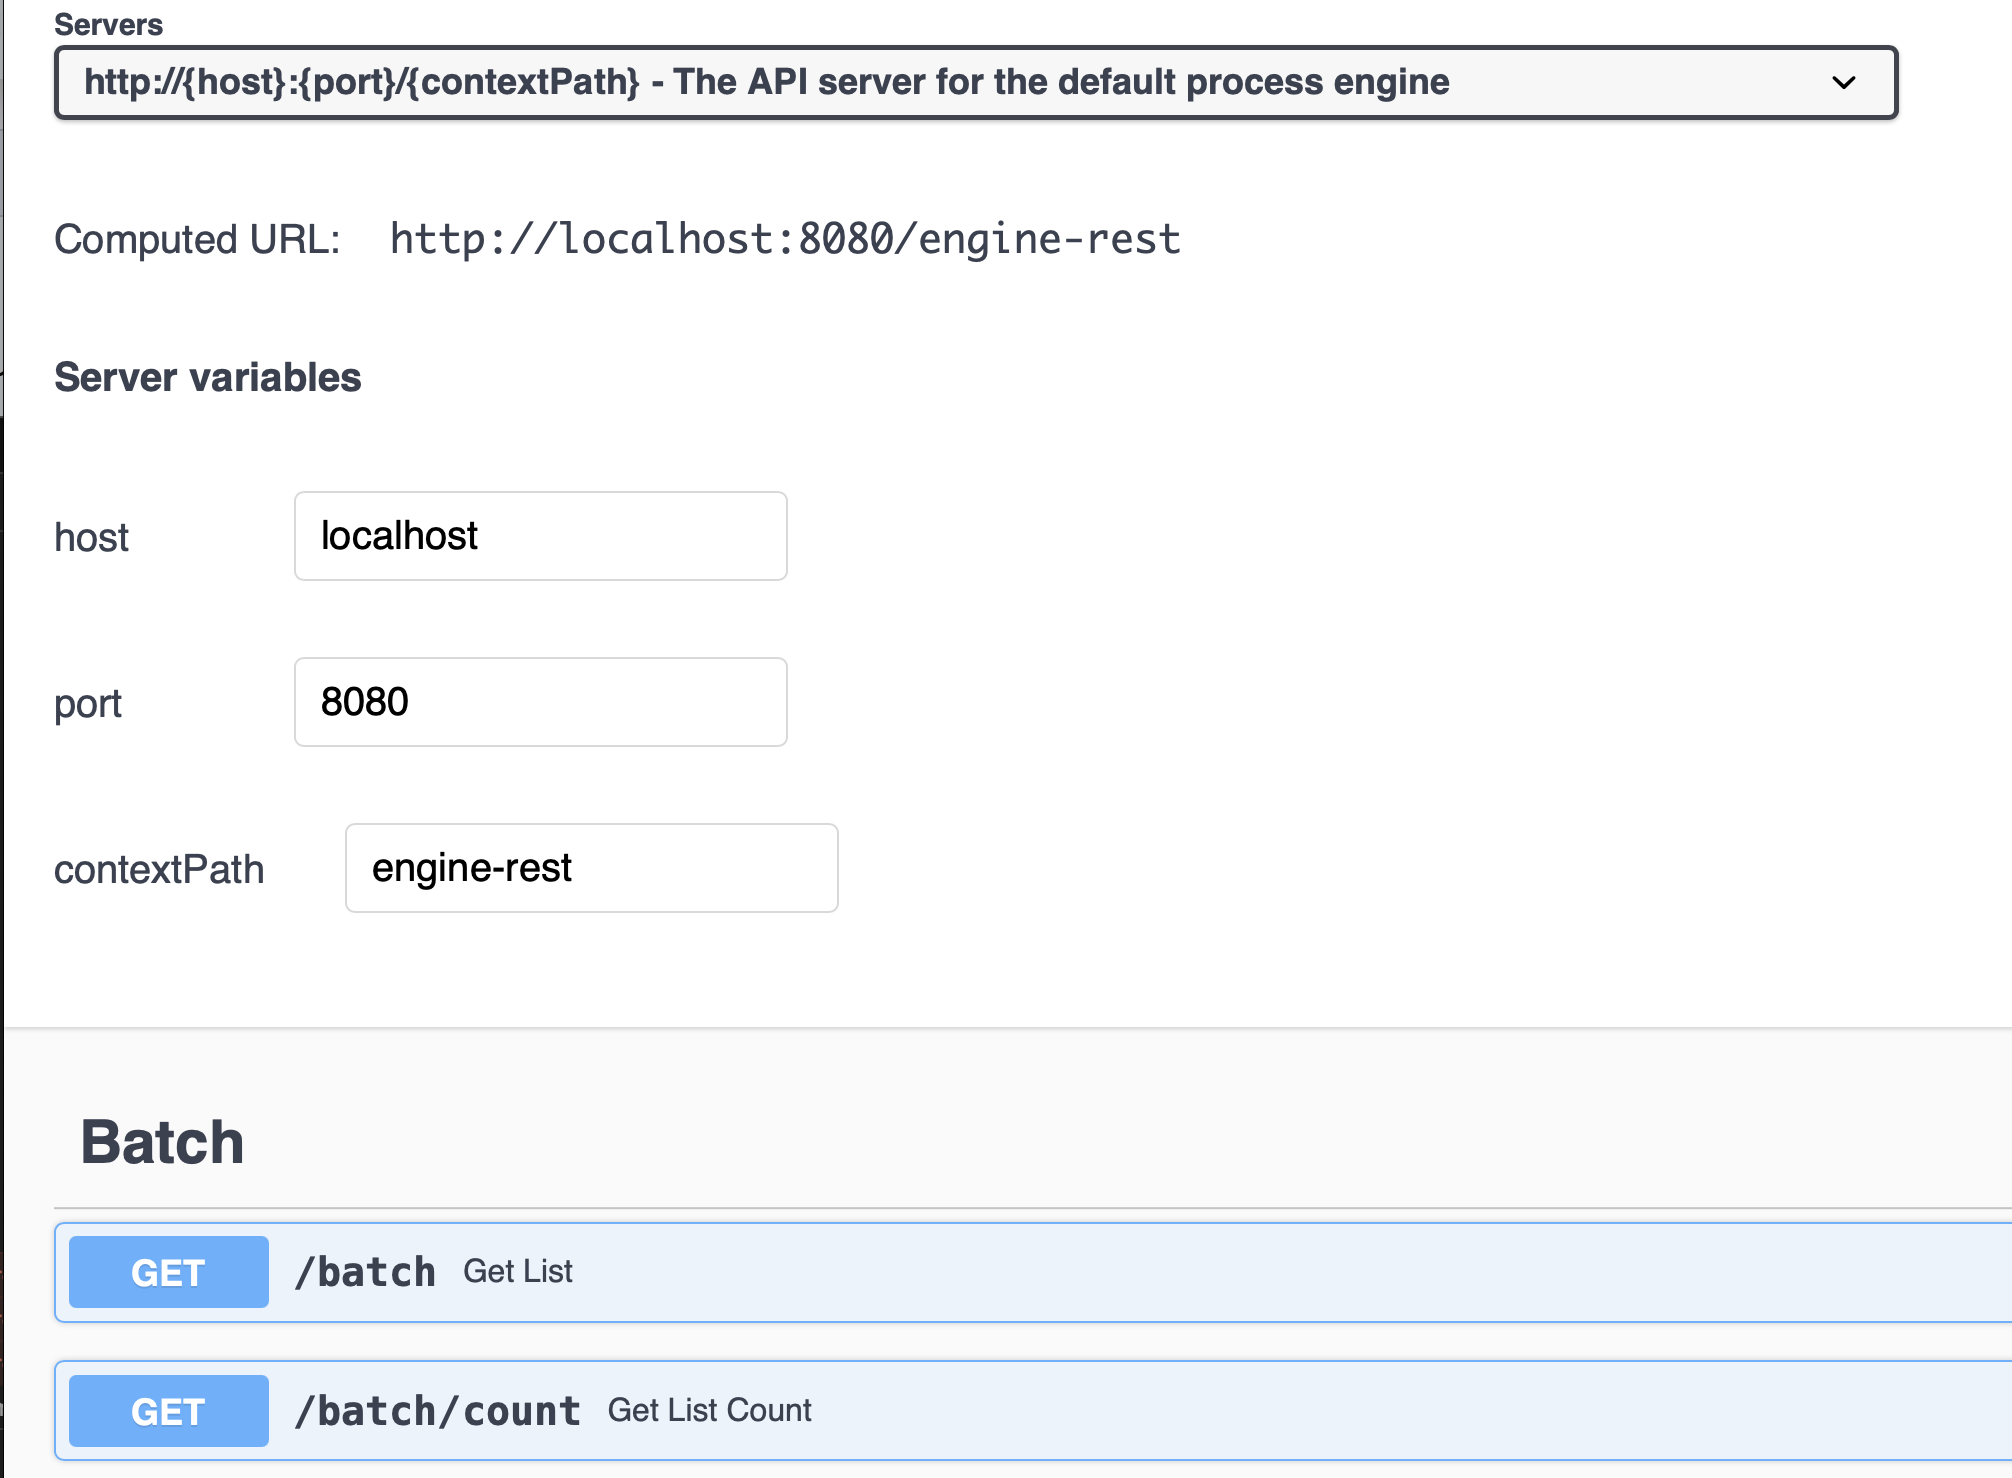 Servers
http://{host}:{port}/{contextPath} - The API server for the default process engine
Computed URL: http://localhost:8080/engine-rest
Server variables
host localhost
port 8080
contextPath engine-rest
Batch
GET /batch Get List
GET /batch/count Get List Count